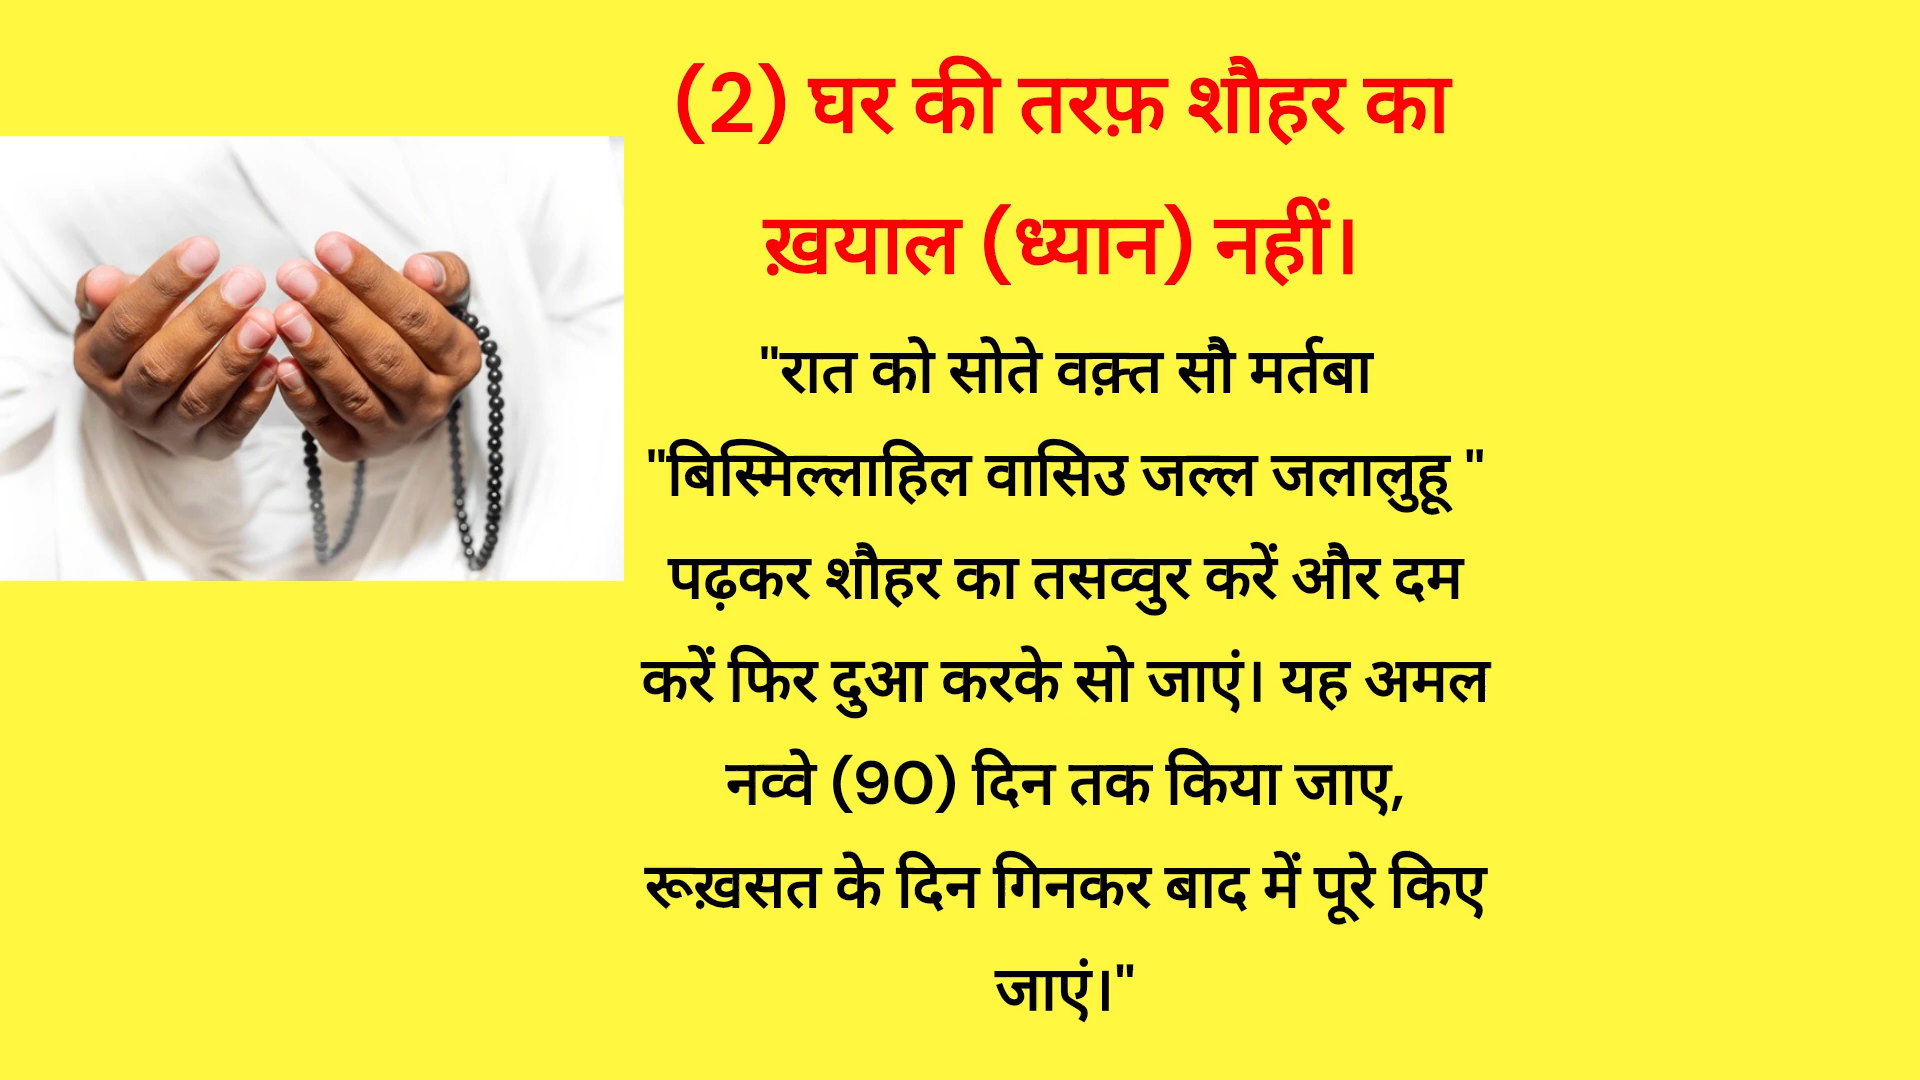 (2) घर की तरफ़ शौहर का
ख़याल (ध्यान) नहीं।
"रात को सोते वक़्त सौ मर्तबा
"बिस्मिल्लाहिल वासिउ जल्ल जलालुहू "
पढ़कर शौहर का तसव्वुर करें और दम
करें फिर दुआ करके सो जाएं। यह अमल
नव्वे (90) दिन तक किया जाए,
रूख़सत के दिन गिनकर बाद में पूरे किए
जाएं।"